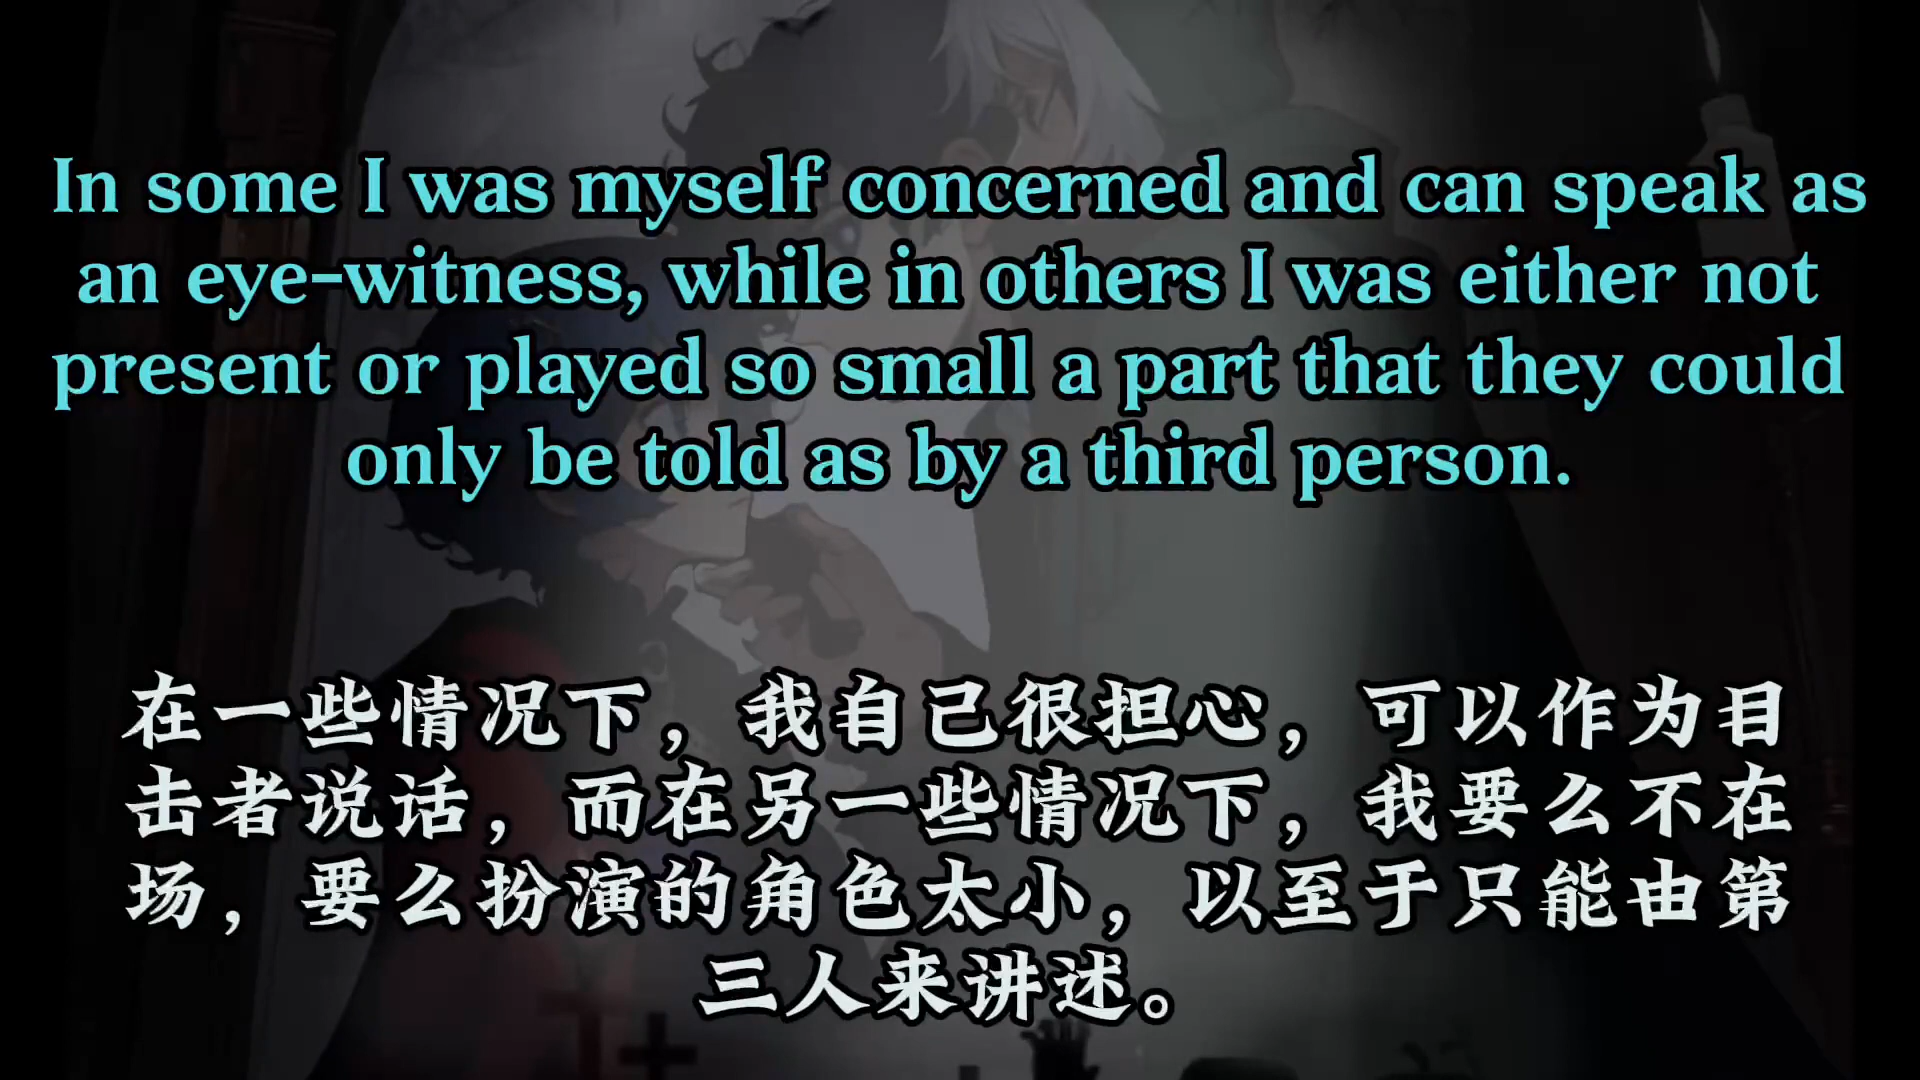 In some I was myself concerned and can speak as
an eye-witness, while in others I was either not
present or played so small a part that they could
only be told as by a third person.
在一些情况下，我自己很担心，可以作为目
击者说话，而在另一些情况下，我要么不在
场，要么扮演的角色太小，以至于只能由第
三人来讲述。